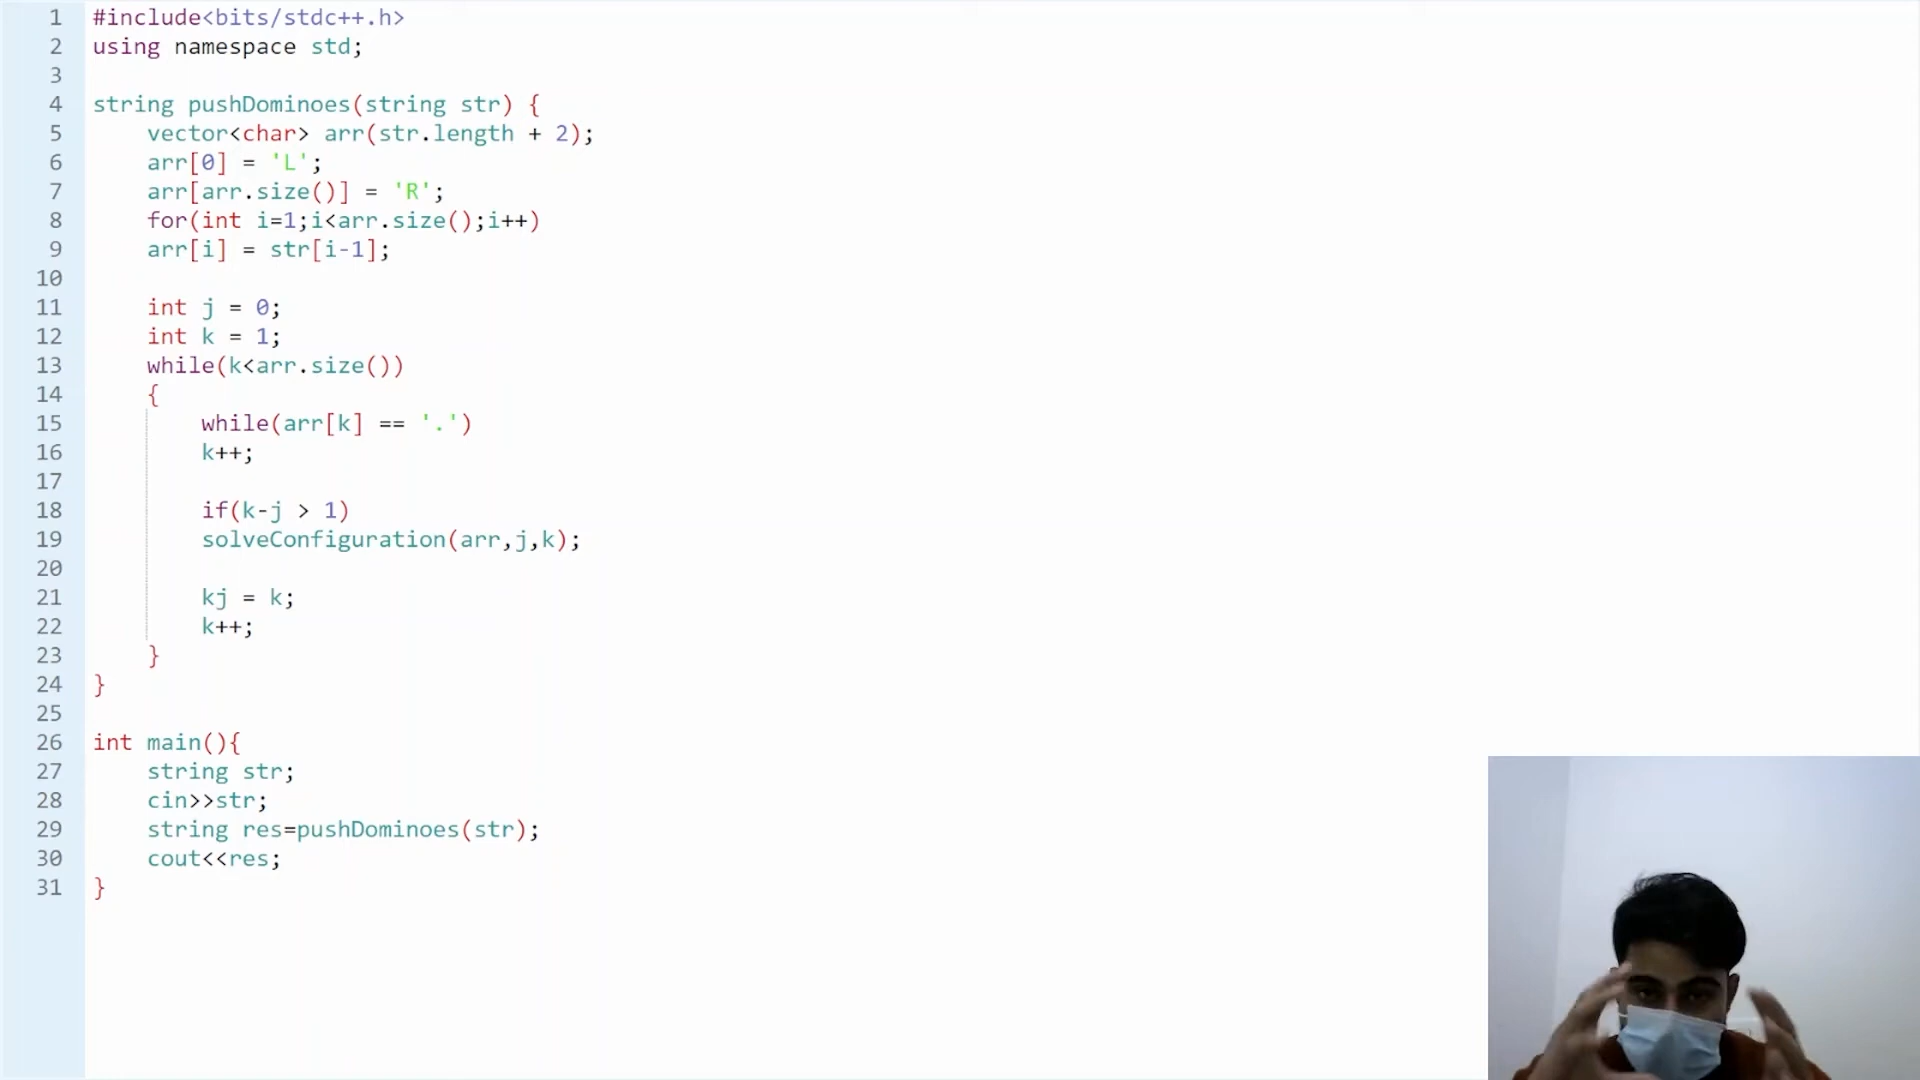 1 #include<bits/stdc++.h>
2 using namespace std;
3
4 string pushDominoes(string str) {
5     vector<char> arr(str.length + 2);
6     arr[0] = 'L';
7     arr[arr.size()] = 'R';
8     for(int i=1;i<arr.size();i++)
9     arr[i] = str[i-1];
10
11     int j = 0;
12     int k = 1;
13     while(k<arr.size())
14     {
15         while(arr[k] == '.')
16         k++;
17
18         if(k-j > 1)
19         solveConfiguration(arr,j,k);
20
21         kj = k;
22         k++;
23     }
24 }
25
26 int main(){
27     string str;
28     cin>>str;
29     string res=pushDominoes(str);
30     cout<<res;
31 }